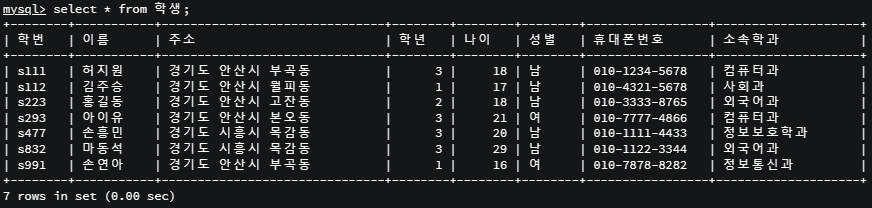 mysql> select * from 학생;
+------+--------+---------------------------+-------+------+------+---------------+------------------+
| 학번 | 이름 | 주소 | 학년 | 나이 | 성별 | 휴대폰번호 | 소속학과 |
+------+--------+---------------------------+-------+------+------+---------------+------------------+
| s111 | 허지원 | 경기도 안산시 부곡동 | 3 | 18 | 남 | 010-1234-5678 | 컴퓨터과 |
| s112 | 김주승 | 경기도 안산시 월피동 | 1 | 17 | 남 | 010-4321-5678 | 사회과 |
| s223 | 홍길동 | 경기도 안산시 고잔동 | 2 | 18 | 남 | 010-3333-8765 | 외국어과 |
| s293 | 아이유 | 경기도 안산시 본오동 | 3 | 21 | 여 | 010-7777-4866 | 컴퓨터과 |
| s477 | 손흥민 | 경기도 시흥시 목감동 | 3 | 20 | 남 | 010-1111-4433 | 정보보호학과 |
| s832 | 마동석 | 경기도 시흥시 목감동 | 3 | 29 | 남 | 010-1122-3344 | 외국어과 |
| s991 | 손연아 | 경기도 안산시 부곡동 | 1 | 16 | 여 | 010-7878-8282 | 정보통신과 |
+------+--------+---------------------------+-------+------+------+---------------+------------------+
7 rows in set (0.00 sec)